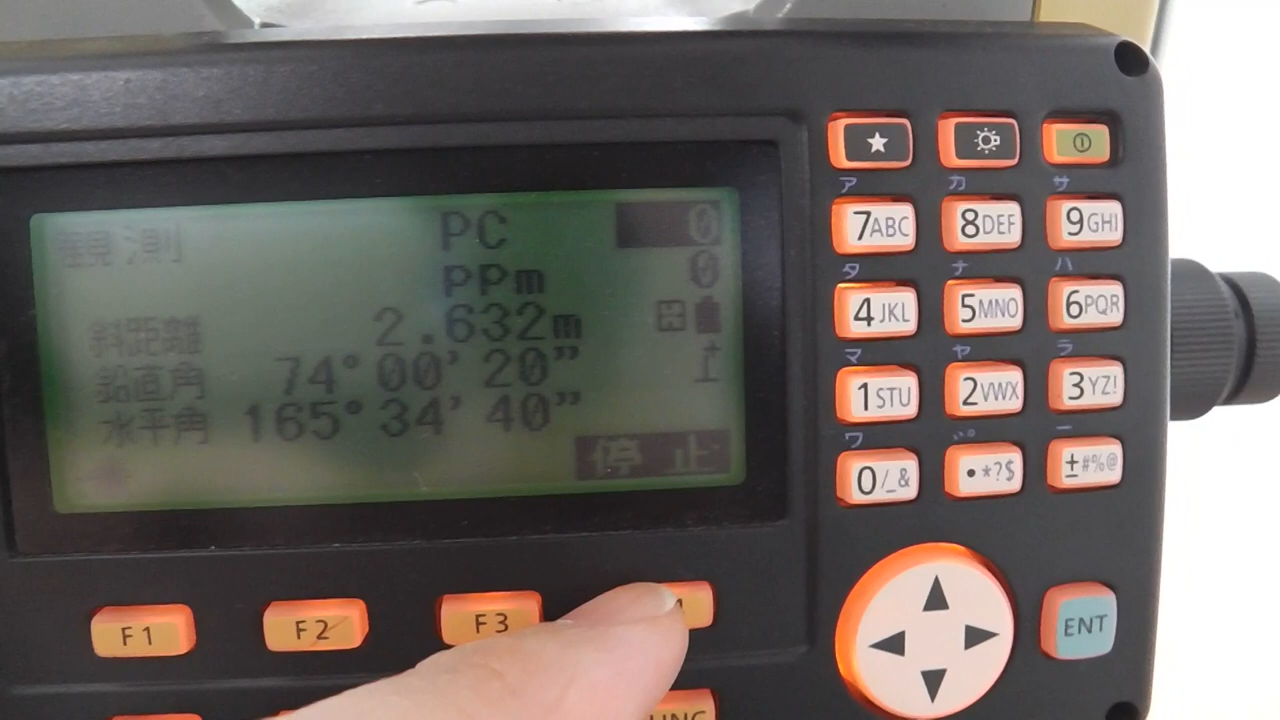 観測 PC 0
ppm 0
斜距離 2.632m
鉛直角 74°00'20"
水平角 165°34'40"
停止
F1 F2 F3
ア カ サ
7ABC 8DEF 9GHI
タ ナ ハ
4JKL 5MNO 6PQR
マ ヤ ラ
1STU 2VWX 3YZ!
ワ ゛゜ ー
0/_& •*?$ ±#%@
ENT